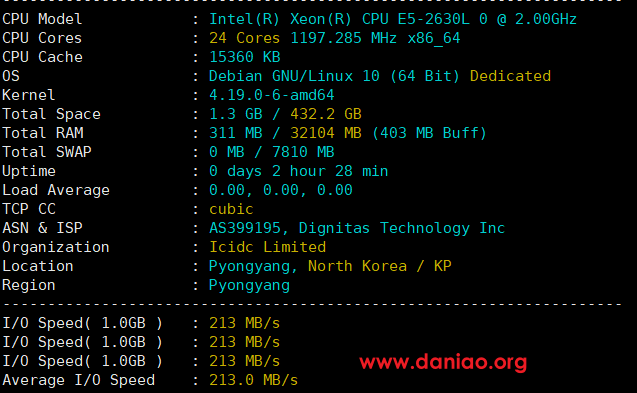 ----------------------------------------------------------------------
CPU Model            : Intel(R) Xeon(R) CPU E5-2630L 0 @ 2.00GHz
CPU Cores            : 24 Cores 1197.285 MHz x86_64
CPU Cache            : 15360 KB
OS                   : Debian GNU/Linux 10 (64 Bit) Dedicated
Kernel               : 4.19.0-6-amd64
Total Space          : 1.3 GB / 432.2 GB
Total RAM            : 311 MB / 32104 MB (403 MB Buff)
Total SWAP           : 0 MB / 7810 MB
Uptime               : 0 days 2 hour 28 min
Load Average         : 0.00, 0.00, 0.00
TCP CC               : cubic
ASN & ISP            : AS399195, Dignitas Technology Inc
Organization         : Icidc Limited
Location             : Pyongyang, North Korea / KP
Region               : Pyongyang
----------------------------------------------------------------------
I/O Speed( 1.0GB )   : 213 MB/s
I/O Speed( 1.0GB )   : 213 MB/s
I/O Speed( 1.0GB )   : 213 MB/s
Average I/O Speed    : 213.0 MB/s
www.daniao.org